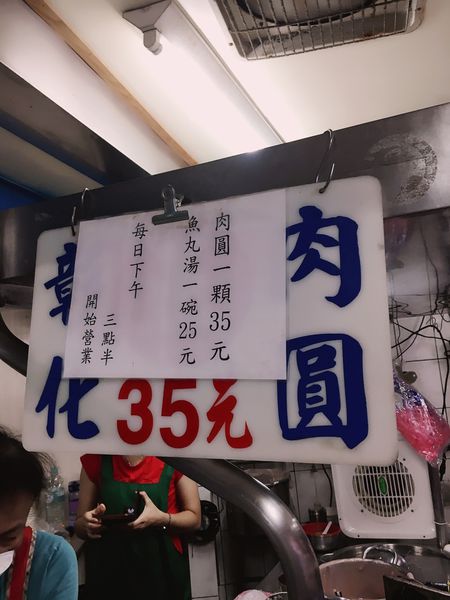 肉圓
彰化
35元
肉圓一顆35元
魚丸湯一碗25元
每日下午
三點半
開始營業